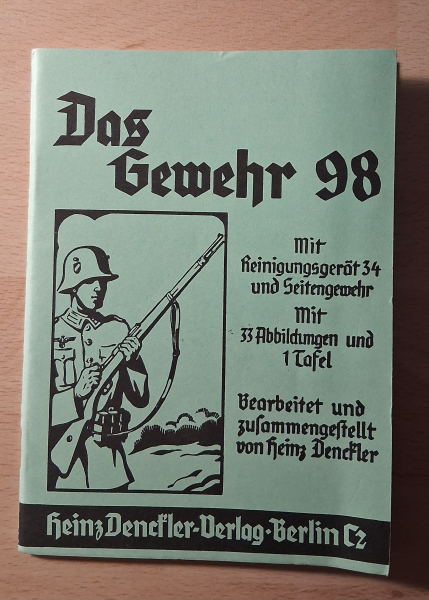 Das
Gewehr 98
Mit
Reinigungsgerät 34
und Seitengewehr
Mit
33 Abbildungen und
1 Tafel
Bearbeitet und
zusammengestellt
von Heinz Denckler
Heinz Denckler-Verlag · Berlin C2